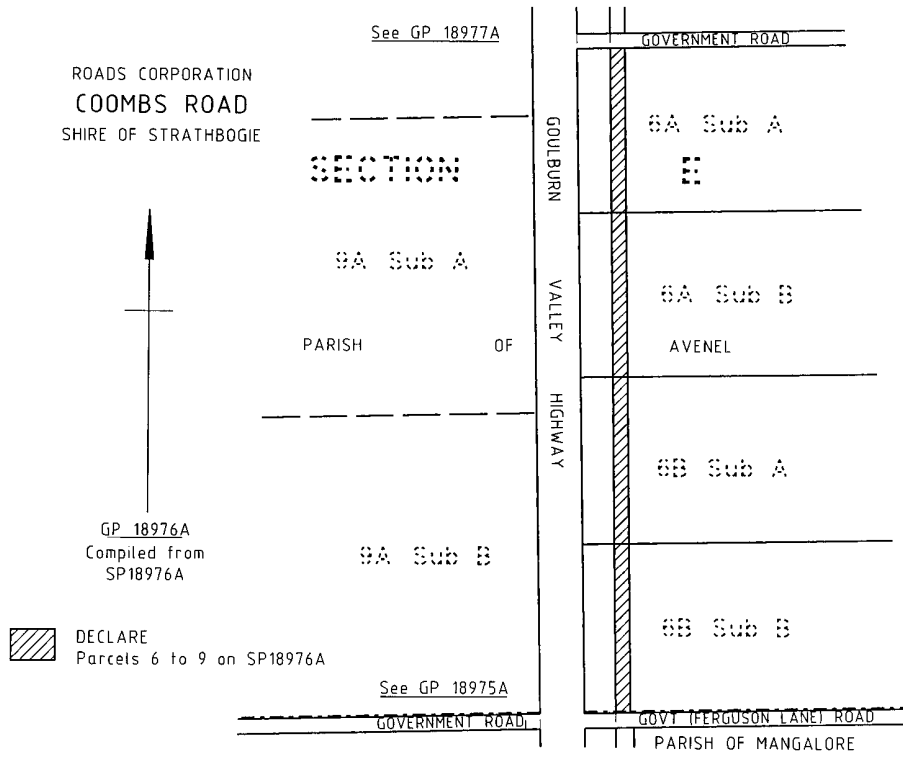 See GP 18977A
GOVERNMENT ROAD
ROADS CORPORATION
COOMBS ROAD
SHIRE OF STRATHBOGIE
GOULBURN VALLEY HIGHWAY
6A Sub A
SECTION E
9A Sub A
6A Sub B
PARISH OF AVENEL
6B Sub A
GP 18976A
Compiled from
SP18976A
9A Sub B
6B Sub B
DECLARE
Parcels 6 to 9 on SP18976A
See GP 18975A
GOVERNMENT ROAD
GOVT (FERGUSON LANE) ROAD
PARISH OF MANGALORE